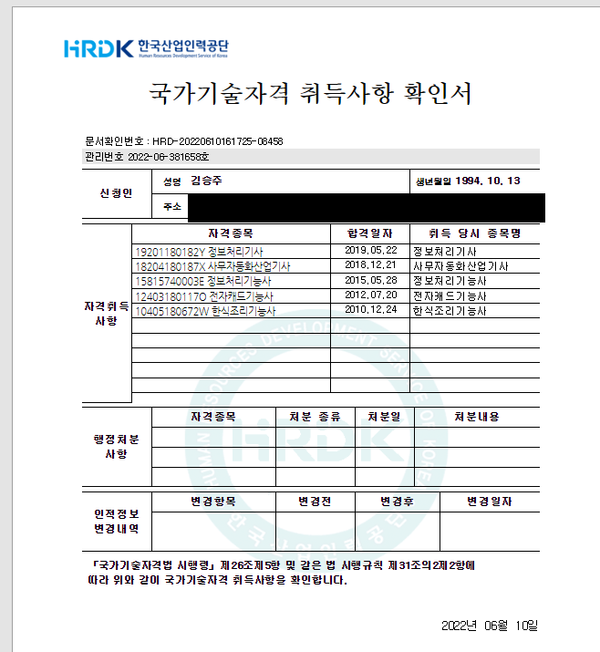 HRDK 한국산업인력공단
Human Resources Development Service of Korea
국가기술자격 취득사항 확인서
문서확인번호 : HRD-20220610161725-08458
관리번호 2022-06-381658호
신청인 성명 김승주 생년월일 1994. 10. 13
주소
자격취득사항
자격종목 합격일자 취득 당시 종목명
19201180182Y 정보처리기사 2019.05.22 정보처리기사
18204180187X 사무자동화산업기사 2018.12.21 사무자동화산업기사
15815740003E 정보처리기능사 2015.05.28 정보처리기능사
12403180117O 전자캐드기능사 2012.07.20 전자캐드기능사
10405180672W 한식조리기능사 2010.12.24 한식조리기능사
행정처분사항
자격종목 처분 종류 처분일 처분내용
인적정보변경내역
변경항목 변경전 변경후 변경일자
HUMAN RESOURCES DEVELOPMENT SERVICE OF KOREA
HRDK
한국산업인력공단
「국가기술자격법 시행령」 제26조제5항 및 같은 법 시행규칙 제31조의2제2항에
따라 위와 같이 국가기술자격 취득사항을 확인합니다.
2022년 06월 10일